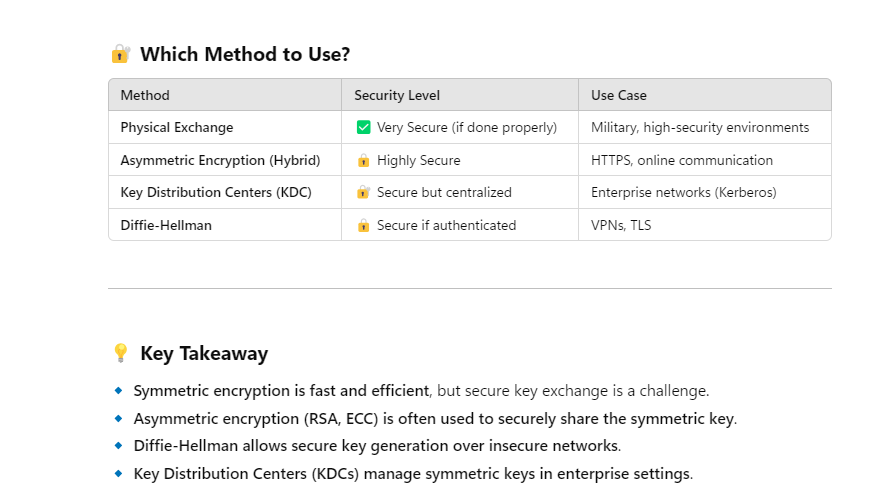 Which Method to Use?
Method Security Level Use Case
Physical Exchange Very Secure (if done properly) Military, high-security environments
Asymmetric Encryption (Hybrid) Highly Secure HTTPS, online communication
Key Distribution Centers (KDC) Secure but centralized Enterprise networks (Kerberos)
Diffie-Hellman Secure if authenticated VPNs, TLS
Key Takeaway
Symmetric encryption is fast and efficient, but secure key exchange is a challenge.
Asymmetric encryption (RSA, ECC) is often used to securely share the symmetric key.
Diffie-Hellman allows secure key generation over insecure networks.
Key Distribution Centers (KDCs) manage symmetric keys in enterprise settings.